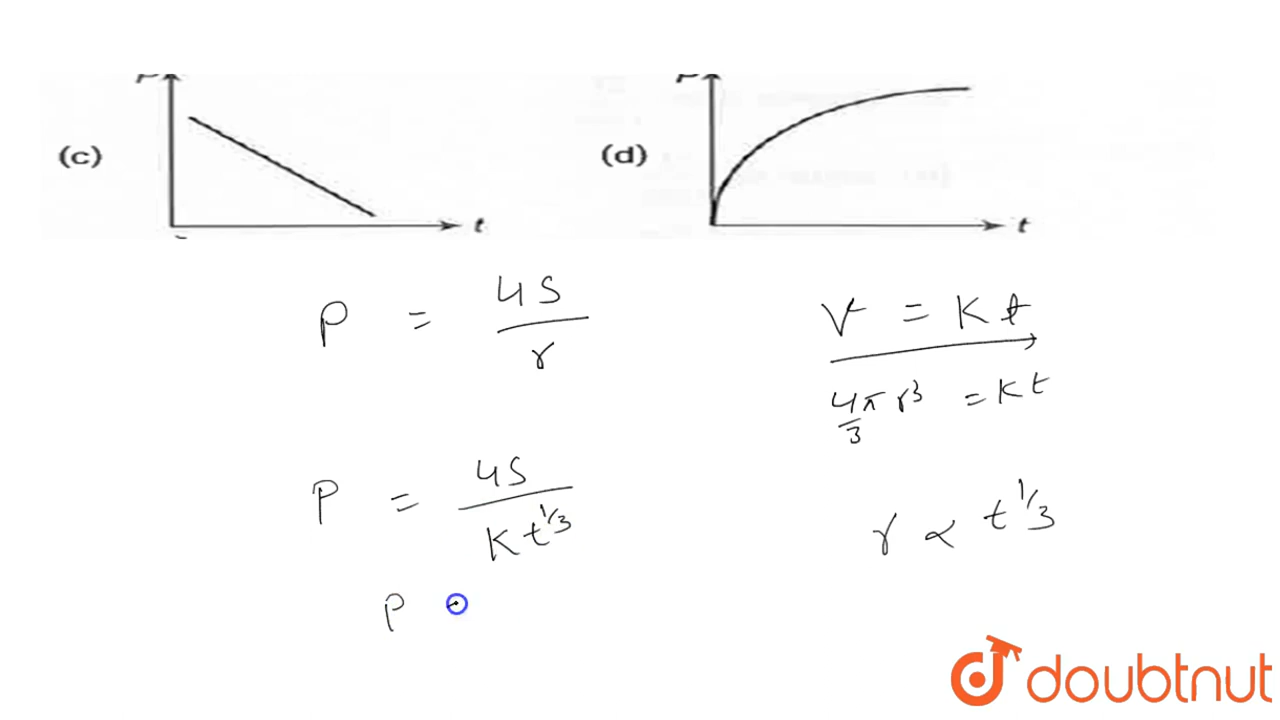 (c) t
(d) t
P = 4S/r
V = Kt
4/3 π r³ = Kt
P = 4S/Kt^1/3
r ∝ t^1/3
P
doubtnut